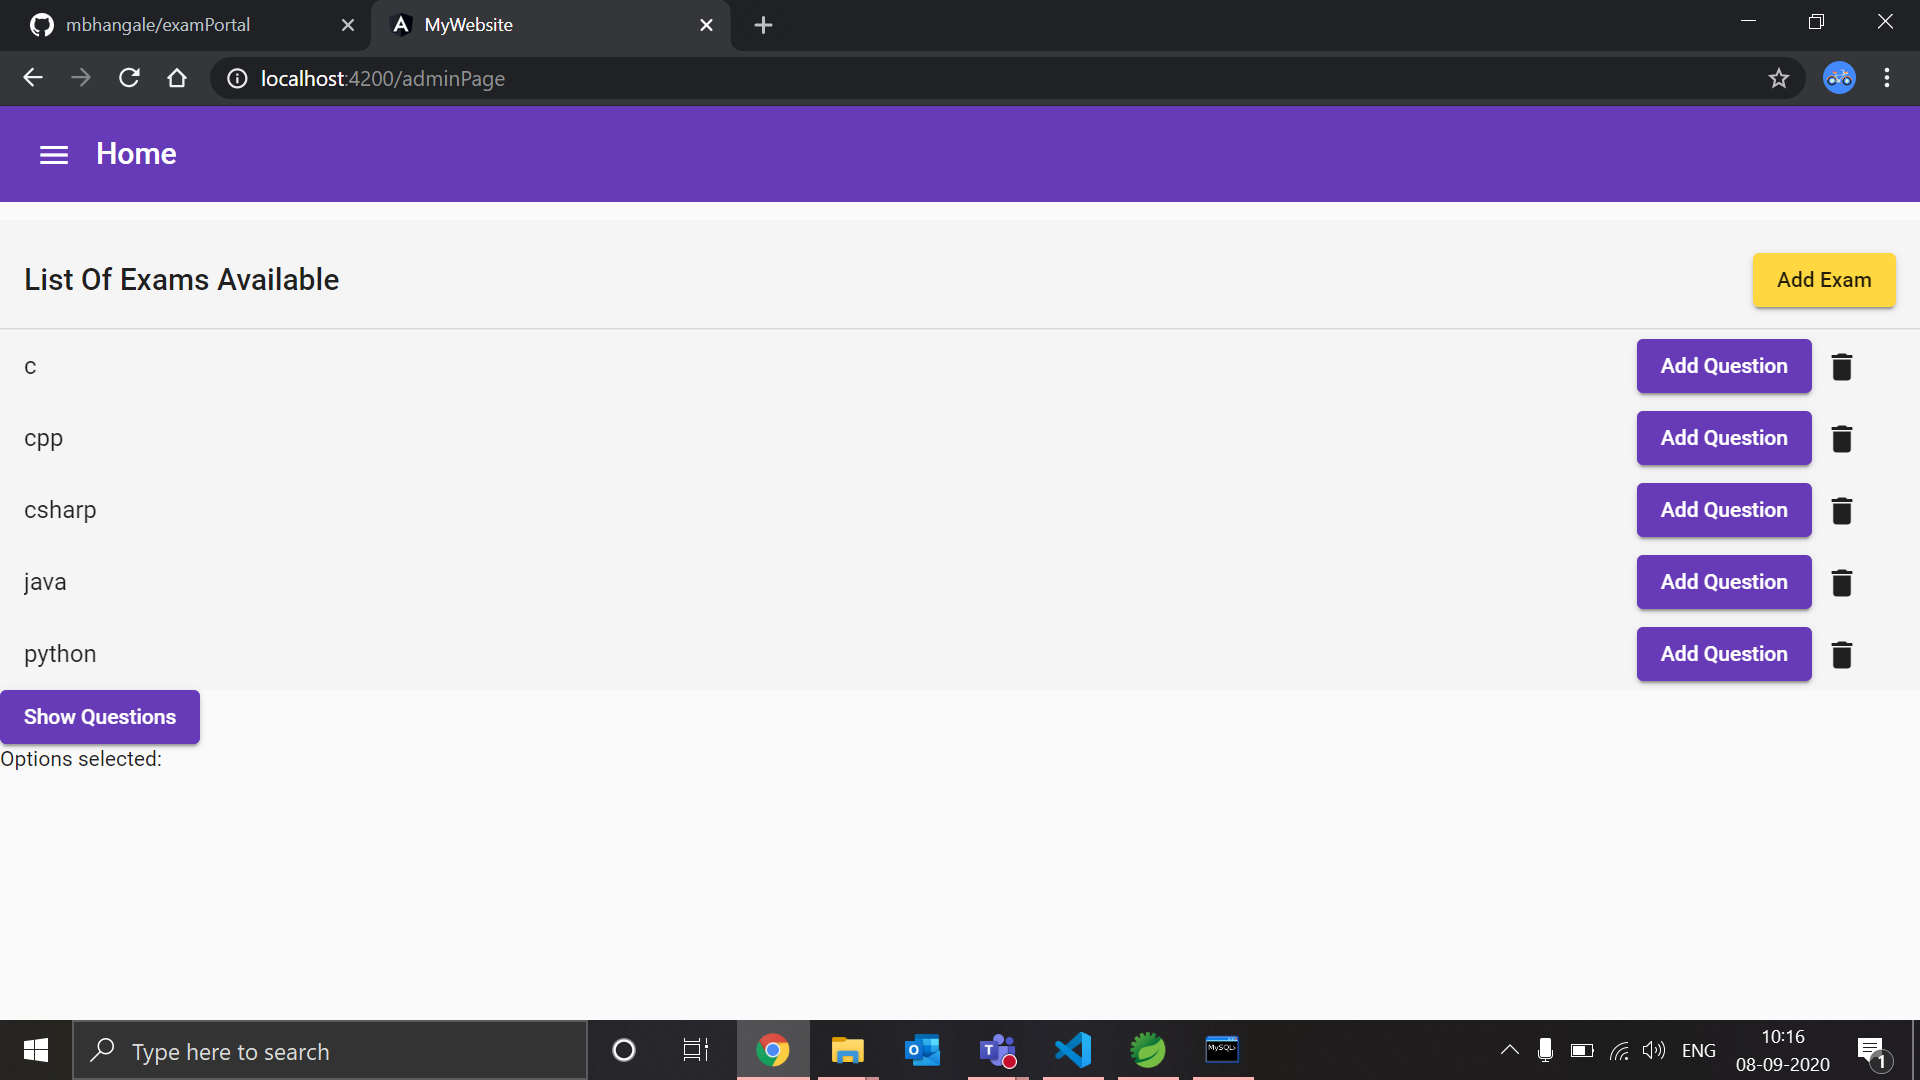 mbhangale/examPortal
MyWebsite
localhost:4200/adminPage
Home
List Of Exams Available
Add Exam
c
Add Question
cpp
Add Question
csharp
Add Question
java
Add Question
python
Add Question
Show Questions
Options selected:
Type here to search
MySQL>
ENG
10:16
08-09-2020
1